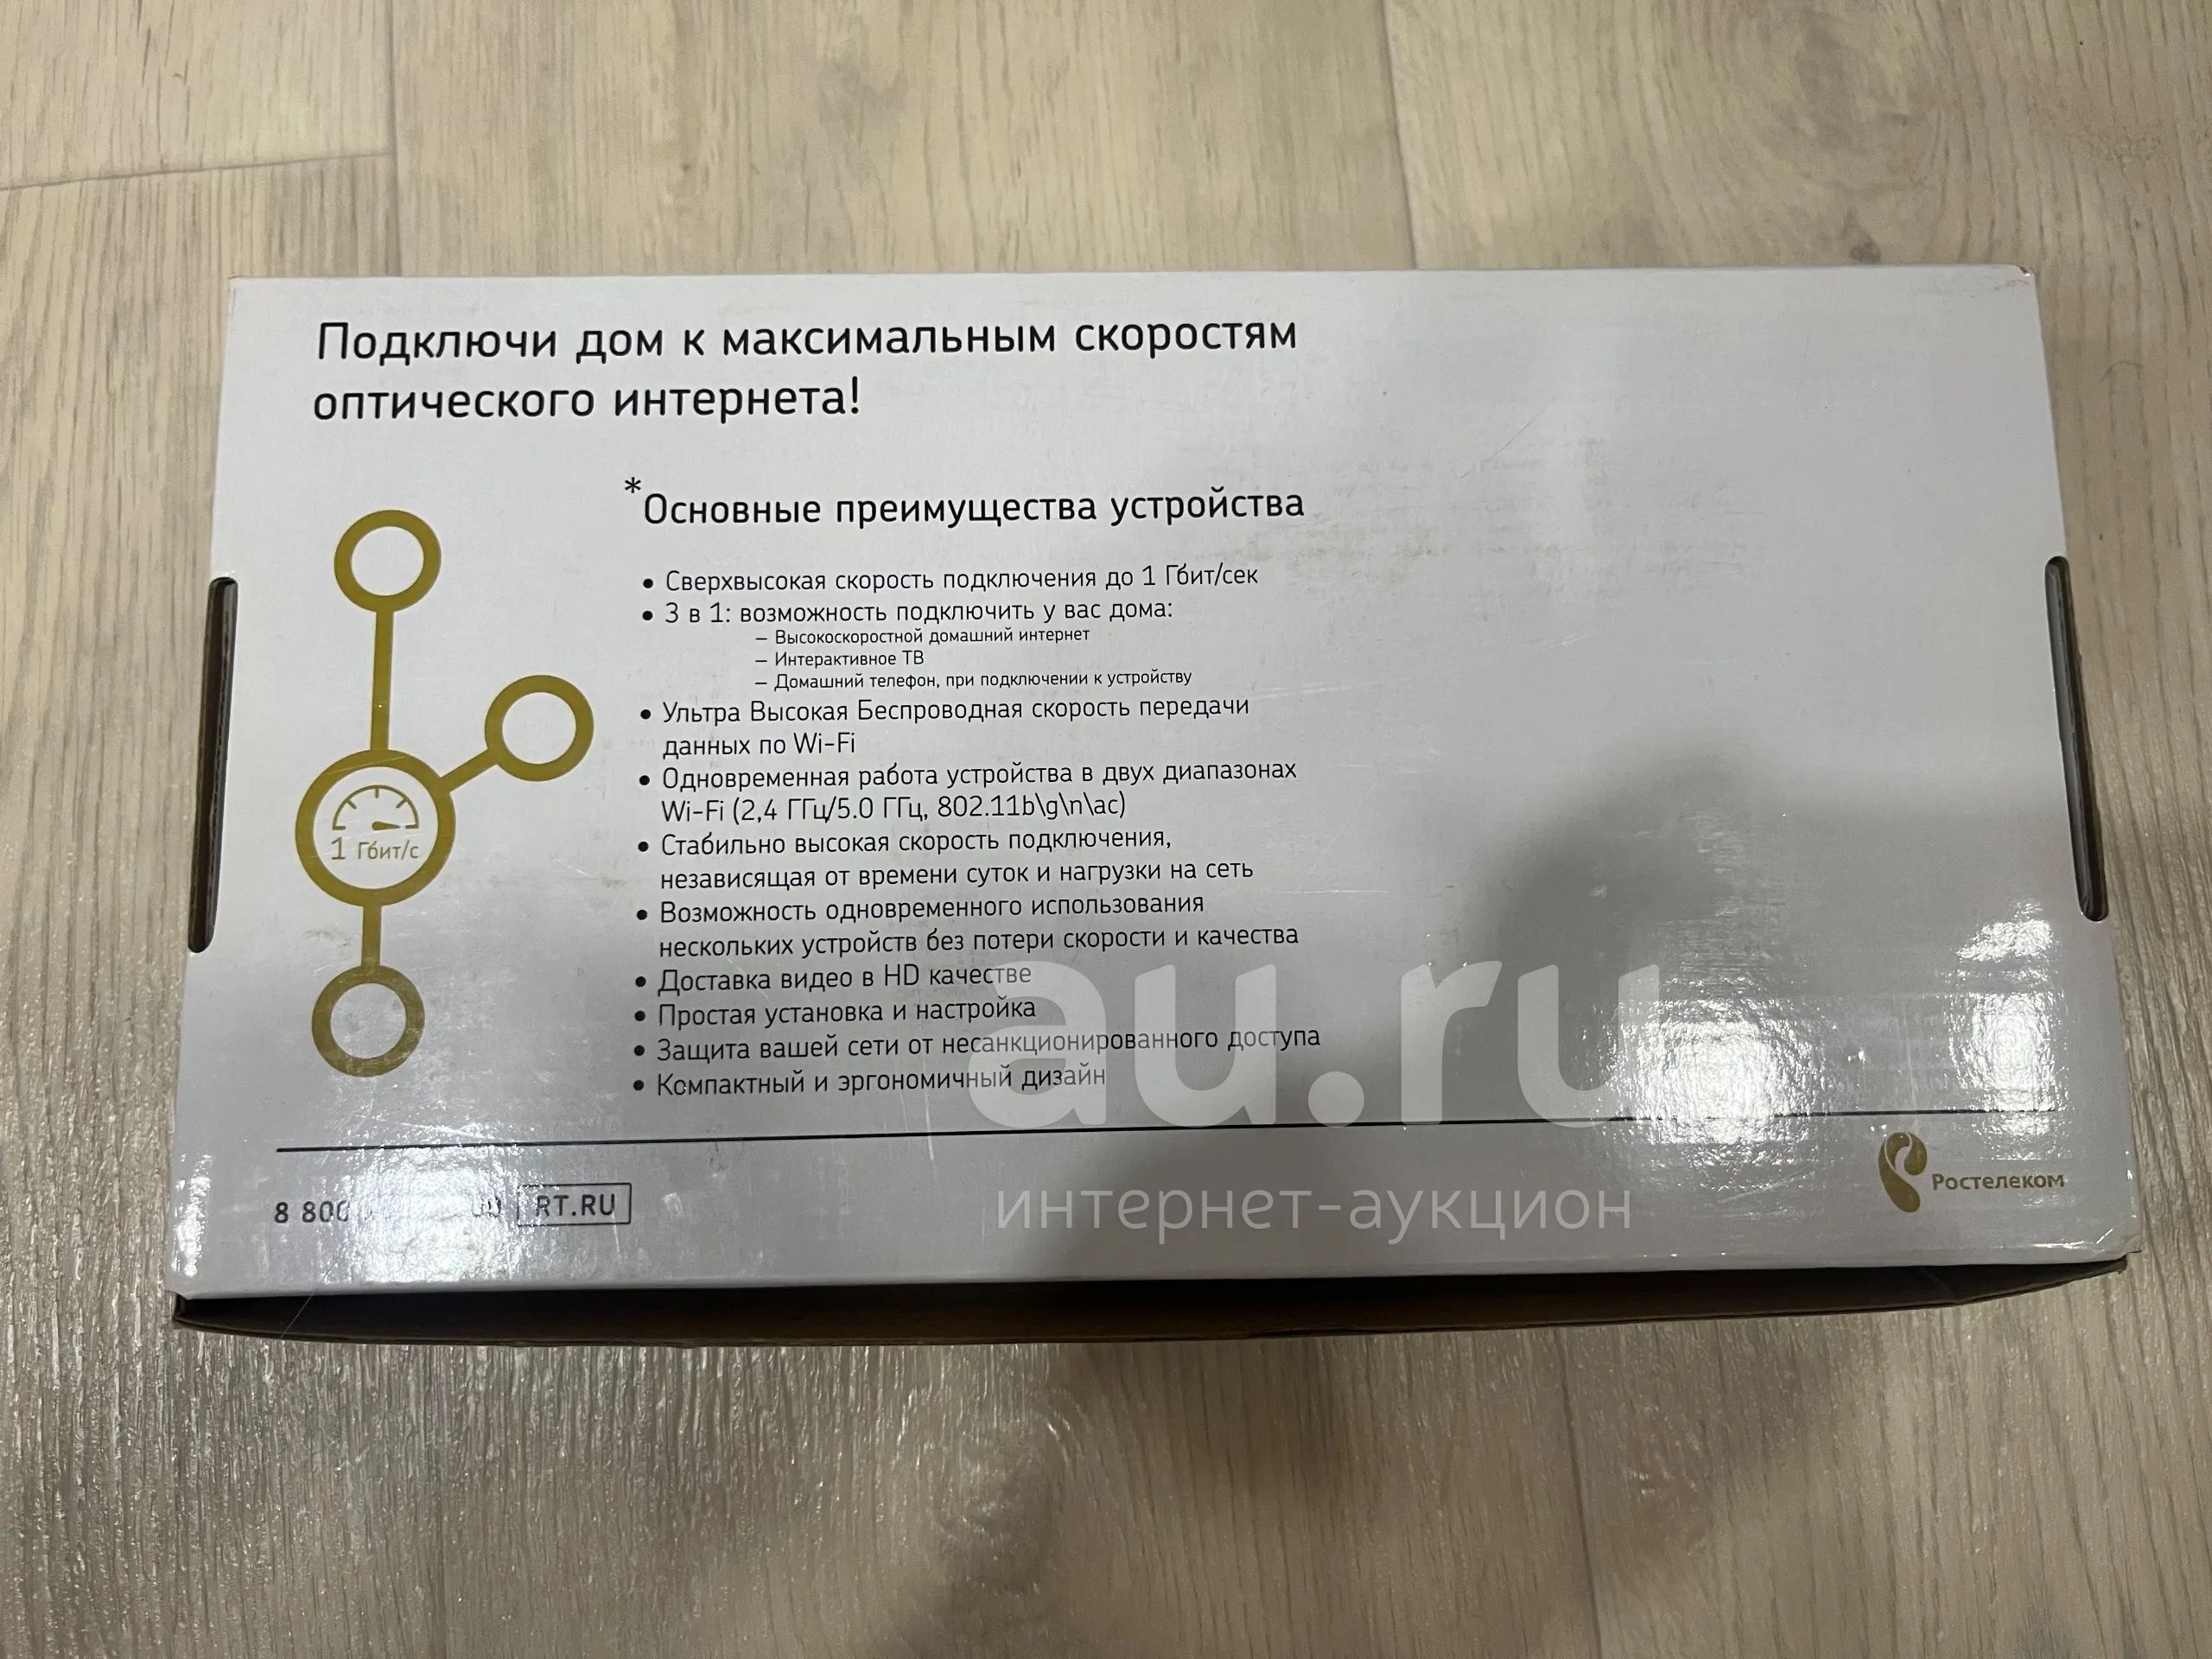 Подключи дом к максимальным скоростям
оптического интернета!
*Основные преимущества устройства
• Сверхвысокая скорость подключения до 1 Гбит/сек
• 3 в 1: возможность подключить у вас дома:
– Высокоскоростной домашний интернет
– Интерактивное ТВ
– Домашний телефон, при подключении к устройству
• Ультра Высокая Беспроводная скорость передачи
данных по Wi-Fi
• Одновременная работа устройства в двух диапазонах
Wi-Fi (2,4 ГГц/5.0 ГГц, 802.11b\g\n\ac)
1 Гбит/с
• Стабильно высокая скорость подключения,
независящая от времени суток и нагрузки на сеть
• Возможность одновременного использования
нескольких устройств без потери скорости и качества
• Доставка видео в HD качестве
• Простая установка и настройка
• Защита вашей сети от несанкционированного доступа
• Компактный и эргономичный дизайн
au.ru
интернет-аукцион
8 800
RT.RU
Ростелеком